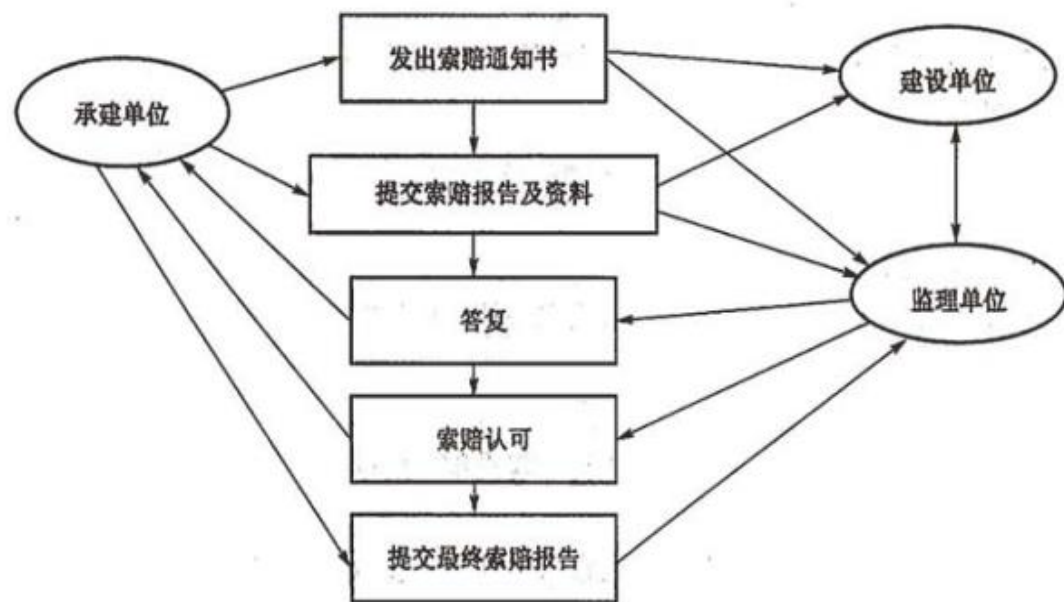 发出索赔通知书
建设单位
承建单位
提交索赔报告及资料
监理单位
答复
索赔认可
提交最终索赔报告